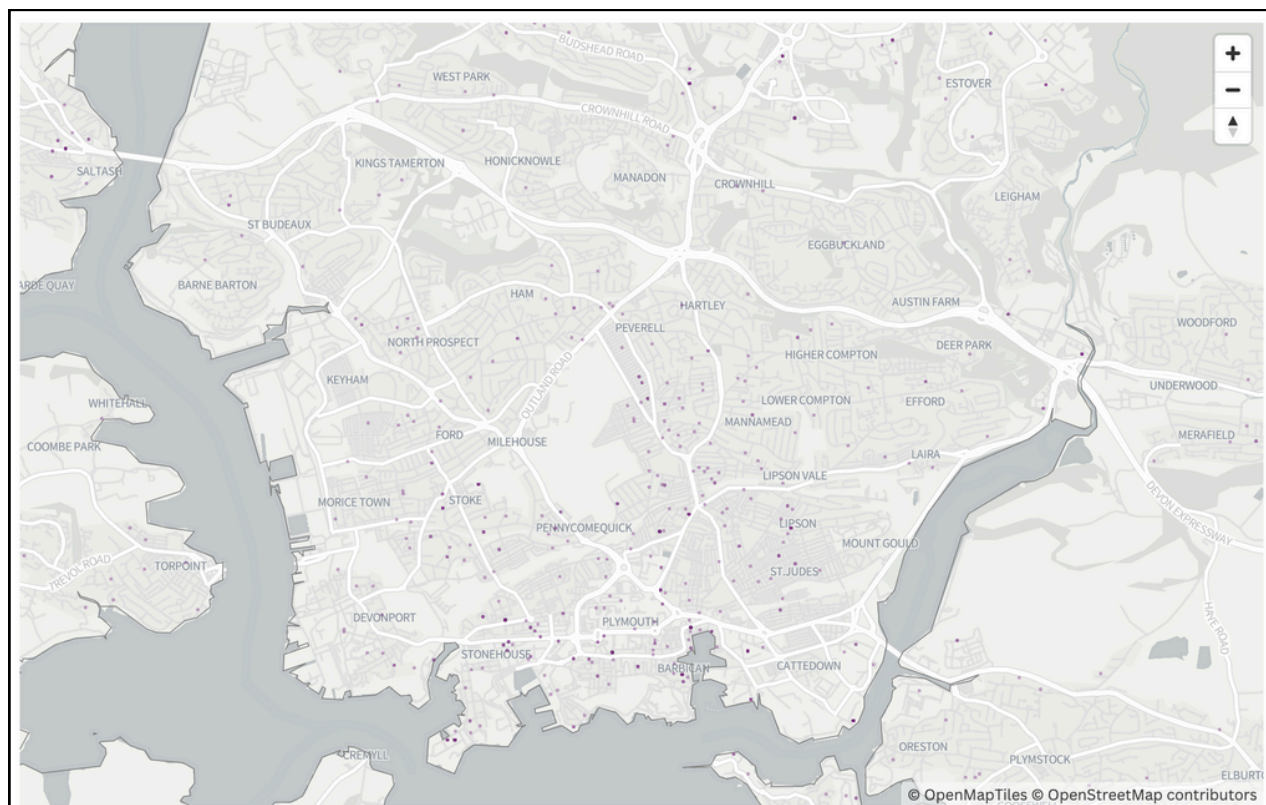 BUDSHEAD ROAD
WEST PARK
ESTOVER
+
−
CROWNHILL ROAD
SALTASH
KINGS TAMERTON
HONICKNOWLE
MANADON
CROWNHILL
LEIGHAM
ST BUDEAUX
EGGBUCKLAND
ARDE QUAY
BARNE BARTON
HAM
HARTLEY
AUSTIN FARM
WOODFORD
PEVERELL
NORTH PROSPECT
HIGHER COMPTON
DEER PARK
KEYHAM
OUTLAND ROAD
UNDERWOOD
WHITEHALL
LOWER COMPTON
EFFORD
MANNAMEAD
FORD
MILEHOUSE
MERAFIELD
COOMBE PARK
LAIRA
LIPSON VALE
MORICE TOWN
STOKE
DEVON EXPRESSWAY
PENNYCOMEQUICK
LIPSON
MOUNT GOULD
TREVOL ROAD
TORPOINT
ST JUDES
HAYE ROAD
DEVONPORT
PLYMOUTH
STONEHOUSE
BARBICAN
CATTEDOWN
CREMYLL
ORESTON
PLYMSTOCK
ELBURT
© OpenMapTiles © OpenStreetMap contributors